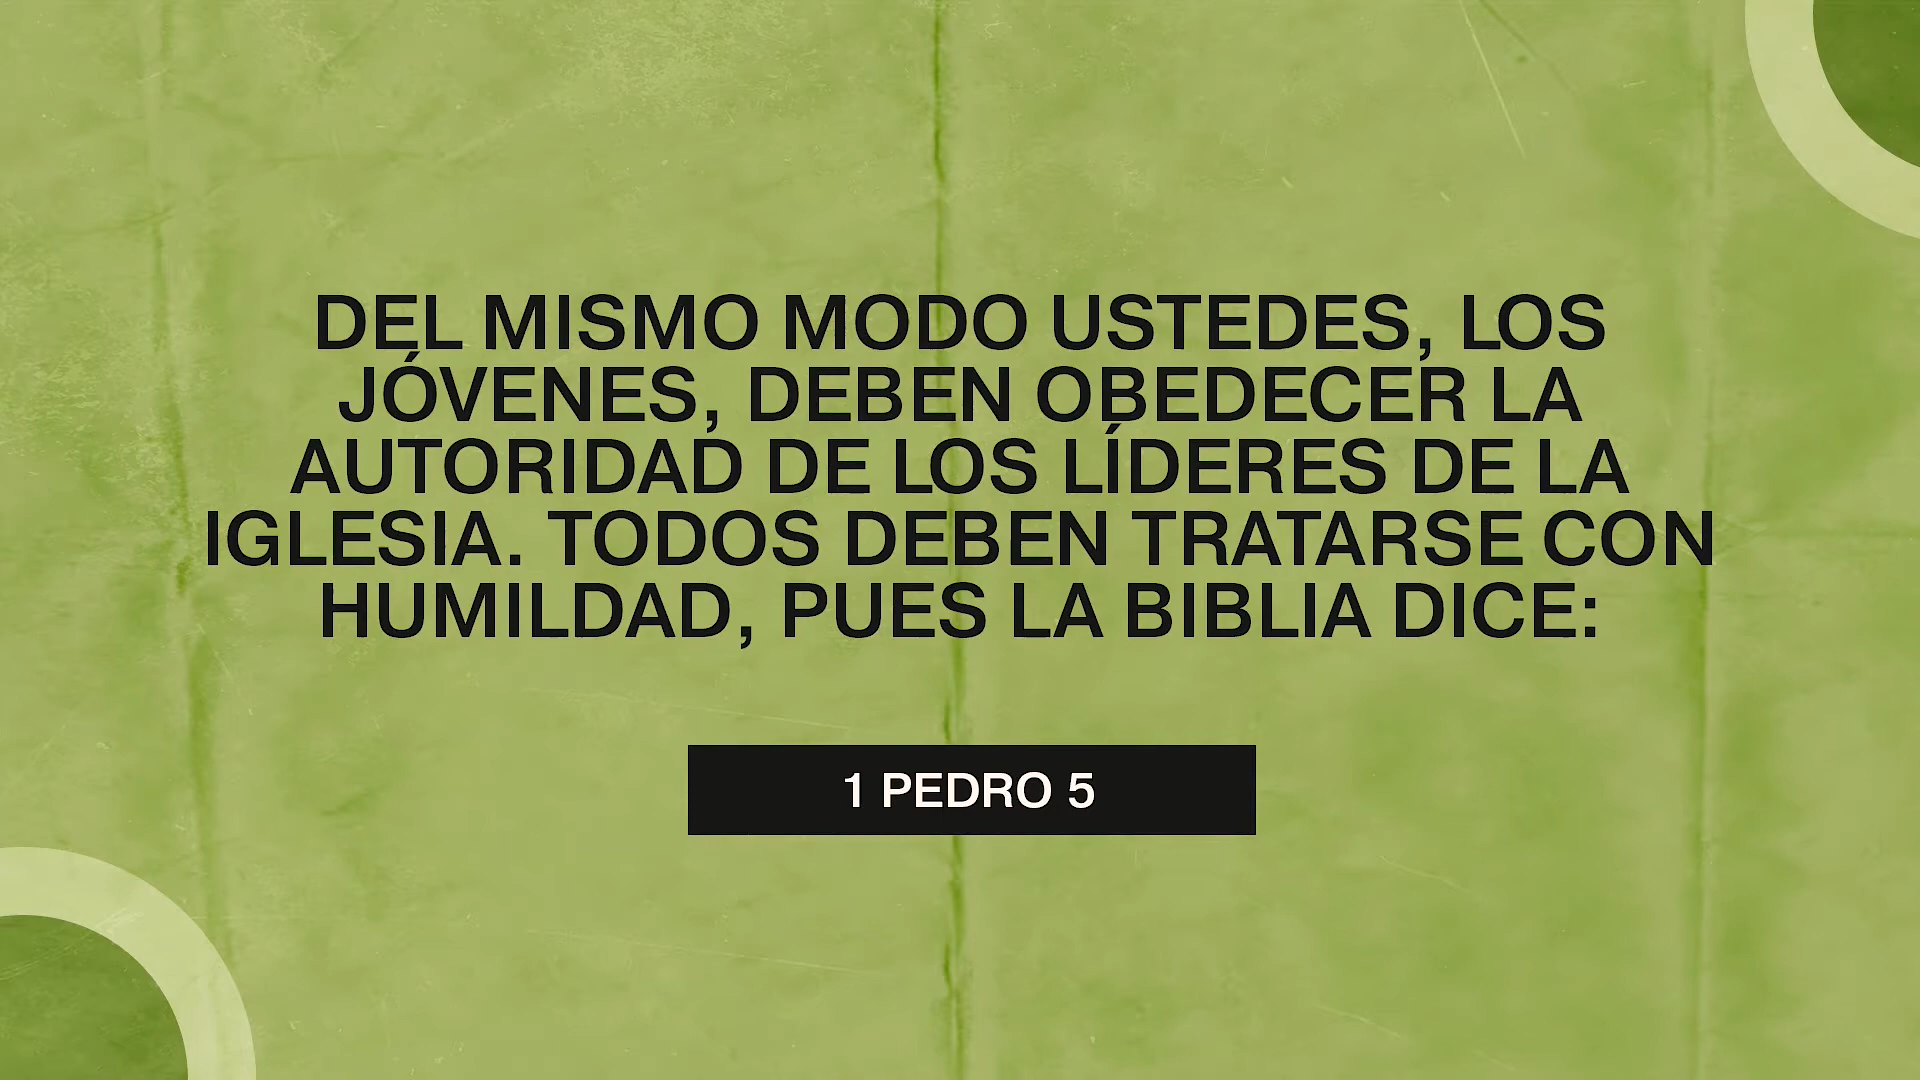 DEL MISMO MODO USTEDES, LOS
JÓVENES, DEBEN OBEDECER LA
AUTORIDAD DE LOS LÍDERES DE LA
IGLESIA. TODOS DEBEN TRATARSE CON
HUMILDAD, PUES LA BIBLIA DICE:
1 PEDRO 5